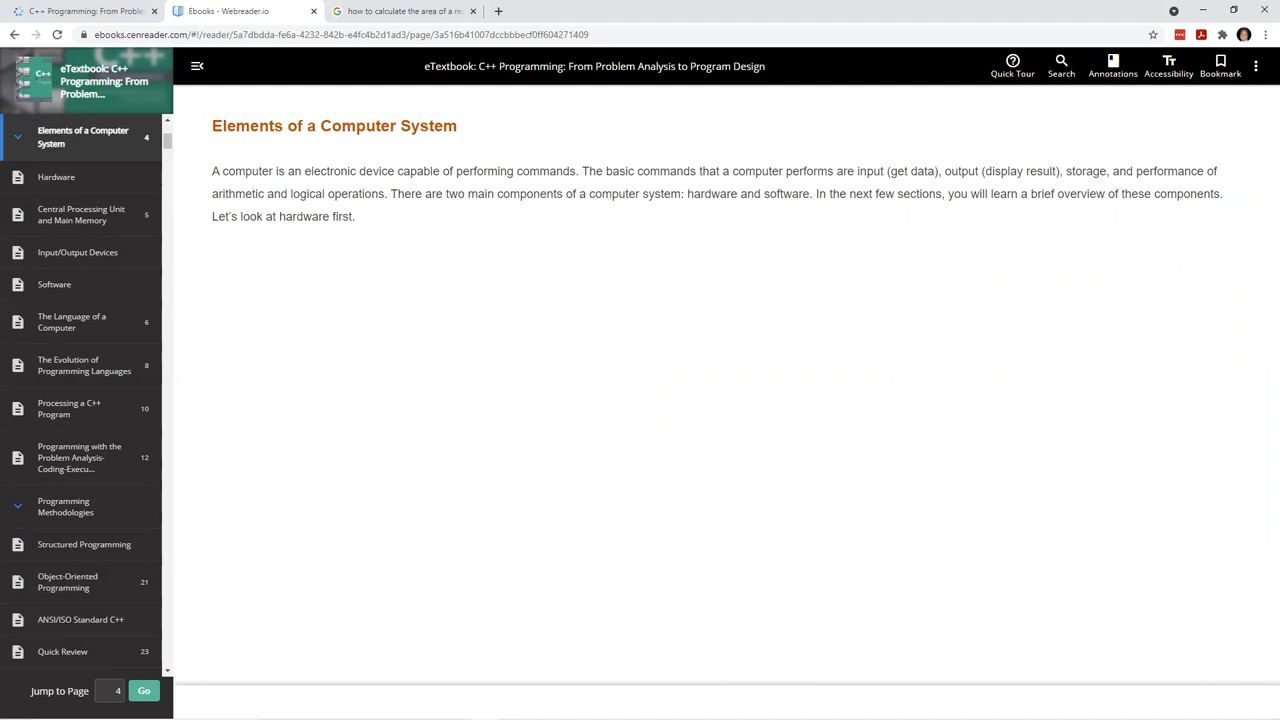 C++ Programming: From Problem
Ebooks - Webreader.io
how to calculate the area of a re
ebooks.cenreader.com/#!/reader/5a7dbdda-fe6a-4232-842b-e4fc4b2d1ad3/page/3a516b41007dccbbbecf0ff604271409
C++
eTextbook: C++
Programming: From
Problem...
eTextbook: C++ Programming: From Problem Analysis to Program Design
Quick Tour
Search
Annotations
Accessibility
Bookmark
Elements of a Computer
System
4
Hardware
Central Processing Unit
and Main Memory
5
Input/Output Devices
Software
The Language of a
Computer
6
The Evolution of
Programming Languages
8
Processing a C++
Program
10
Programming with the
Problem Analysis-
Coding-Execu...
12
Programming
Methodologies
Structured Programming
Object-Oriented
Programming
21
ANSI/ISO Standard C++
Quick Review
23
Jump to Page
4
Go
Elements of a Computer System
A computer is an electronic device capable of performing commands. The basic commands that a computer performs are input (get data), output (display result), storage, and performance of
arithmetic and logical operations. There are two main components of a computer system: hardware and software. In the next few sections, you will learn a brief overview of these components.
Let's look at hardware first.